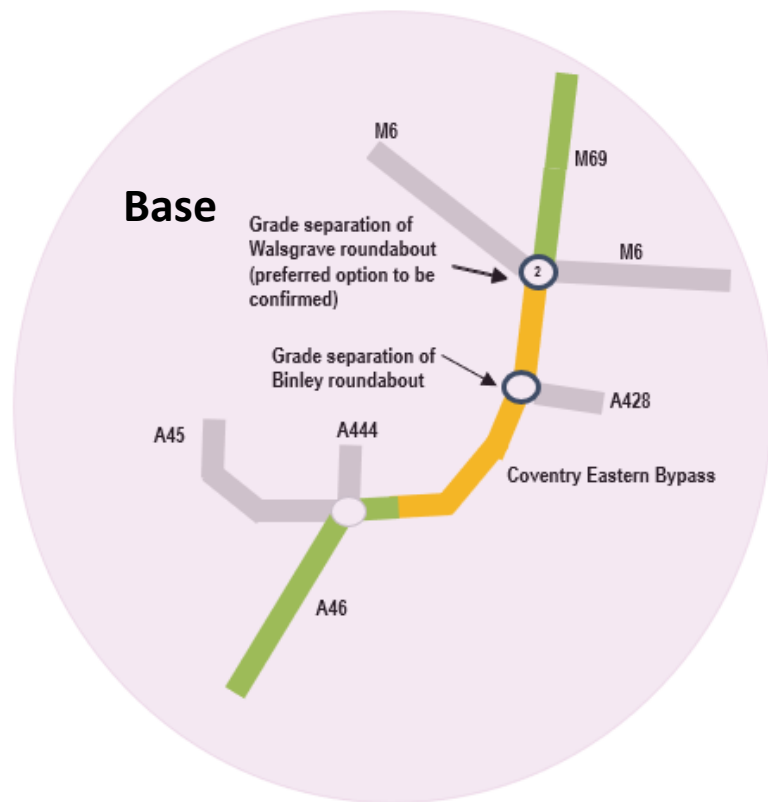 M6
M69
Base
Grade separation of
Walsgrave roundabout
(preferred option to be
confirmed)
M6
2
Grade separation of
Binley roundabout
A428
A45
A444
Coventry Eastern Bypass
A46